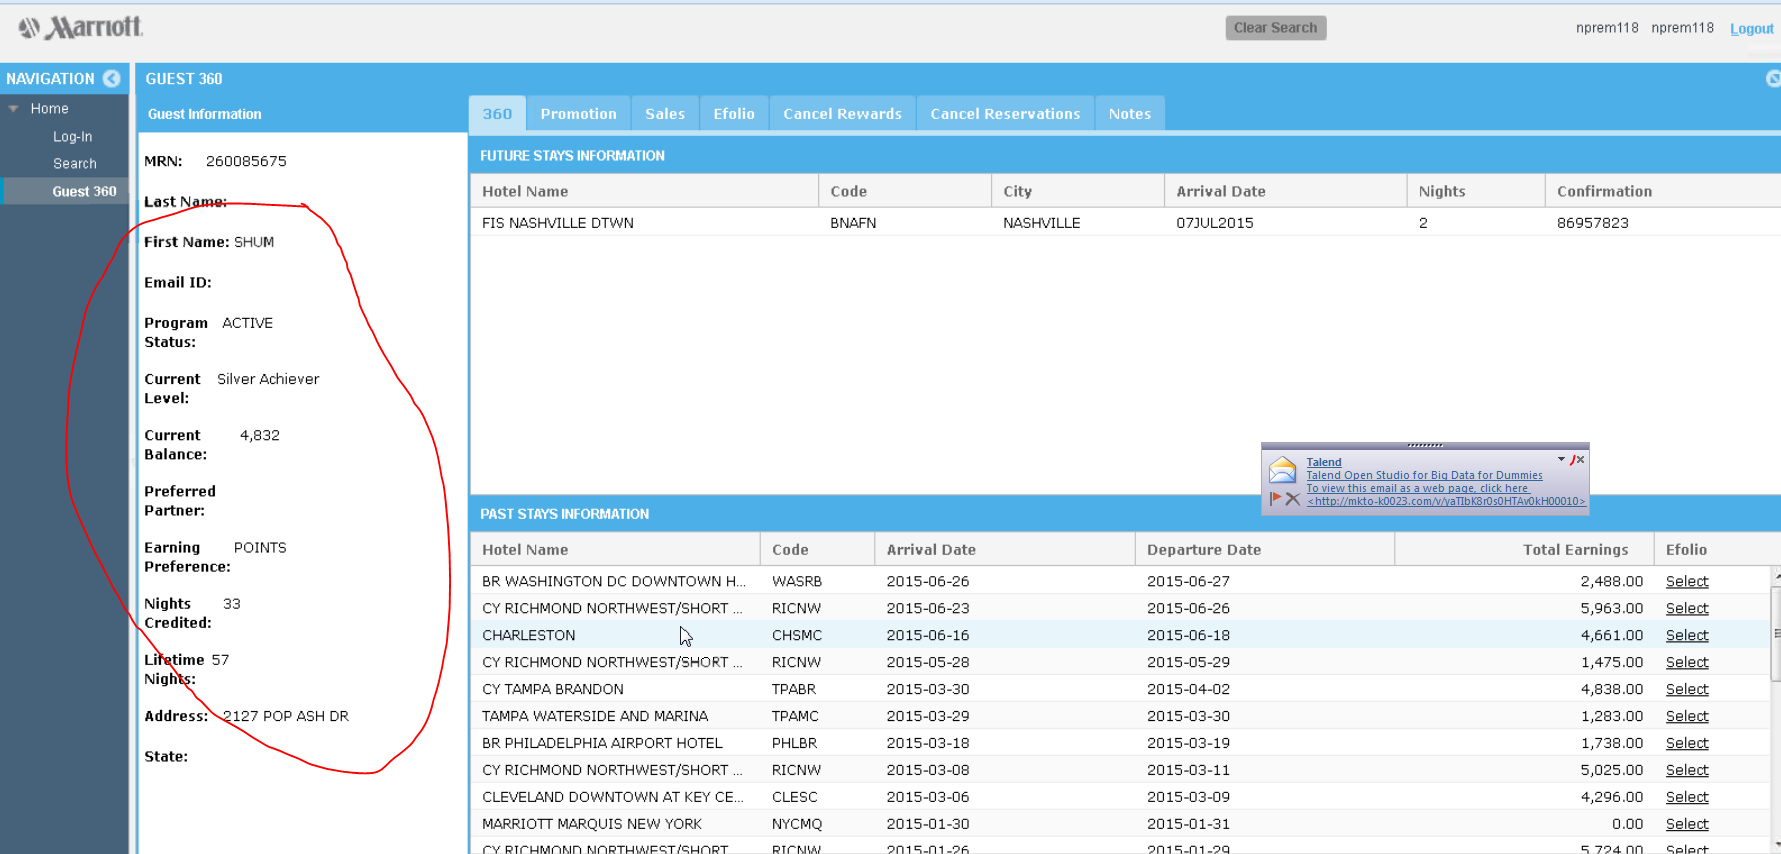 Marriott
Clear Search
nprem118 nprem118 Logout
NAVIGATION
Home
Log-In
Search
Guest 360
GUEST 360
Guest Information
MRN: 260085675
Last Name:
First Name: SHUM
Email ID:
Program Status: ACTIVE
Current Level: Silver Achiever
Current Balance: 4,832
Preferred Partner:
Earning Preference: POINTS
Nights Credited: 33
Lifetime Nights: 57
Address: 2127 POP ASH DR
State:
360 Promotion Sales Efolio Cancel Rewards Cancel Reservations Notes
FUTURE STAYS INFORMATION
Hotel Name Code City Arrival Date Nights Confirmation
FIS NASHVILLE DTWN BNAFN NASHVILLE 07JUL2015 2 86957823
Talend
Talend Open Studio for Big Data for Dummies
To view this email as a web page, click here
<http://mkto-k0023.com/v/yaTIbK8r0s0HTAv0kH00010>
PAST STAYS INFORMATION
Hotel Name Code Arrival Date Departure Date Total Earnings Efolio
BR WASHINGTON DC DOWNTOWN H... WASRB 2015-06-26 2015-06-27 2,488.00 Select
CY RICHMOND NORTHWEST/SHORT ... RICNW 2015-06-23 2015-06-26 5,963.00 Select
CHARLESTON CHSMC 2015-06-16 2015-06-18 4,661.00 Select
CY RICHMOND NORTHWEST/SHORT ... RICNW 2015-05-28 2015-05-29 1,475.00 Select
CY TAMPA BRANDON TPABR 2015-03-30 2015-04-02 4,838.00 Select
TAMPA WATERSIDE AND MARINA TPAMC 2015-03-29 2015-03-30 1,283.00 Select
BR PHILADELPHIA AIRPORT HOTEL PHLBR 2015-03-18 2015-03-19 1,738.00 Select
CY RICHMOND NORTHWEST/SHORT ... RICNW 2015-03-08 2015-03-11 5,025.00 Select
CLEVELAND DOWNTOWN AT KEY CE... CLESC 2015-03-06 2015-03-09 4,296.00 Select
MARRIOTT MARQUIS NEW YORK NYCMQ 2015-01-30 2015-01-31 0.00 Select
CY RICHMOND NORTHWEST/SHORT RICNW 2015-01-26 2015-01-29 5,724.00 Select